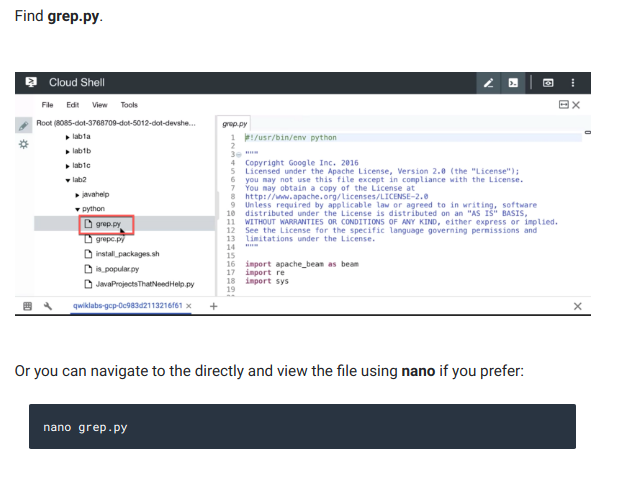 Find grep.py.
Cloud Shell
File Edit View Tools
Root (8085-dot-3768709-dot-5012-dot-devshe...
lab1a
lab1b
lab1c
lab2
javahelp
python
grep.py
grepc.py
install_packages.sh
is_popular.py
JavaProjectsThatNeedHelp.py
grep.py
1 #!/usr/bin/env python
2
3 """
4 Copyright Google Inc. 2016
5 Licensed under the Apache License, Version 2.0 (the "License");
6 you may not use this file except in compliance with the License.
7 You may obtain a copy of the License at
8 http://www.apache.org/licenses/LICENSE-2.0
9 Unless required by applicable law or agreed to in writing, software
10 distributed under the License is distributed on an "AS IS" BASIS,
11 WITHOUT WARRANTIES OR CONDITIONS OF ANY KIND, either express or implied.
12 See the License for the specific language governing permissions and
13 limitations under the License.
14 """
15
16 import apache_beam as beam
17 import re
18 import sys
19
qwiklabs-gcp-0c983d2113216f61 × +
Or you can navigate to the directly and view the file using nano if you prefer:
nano grep.py